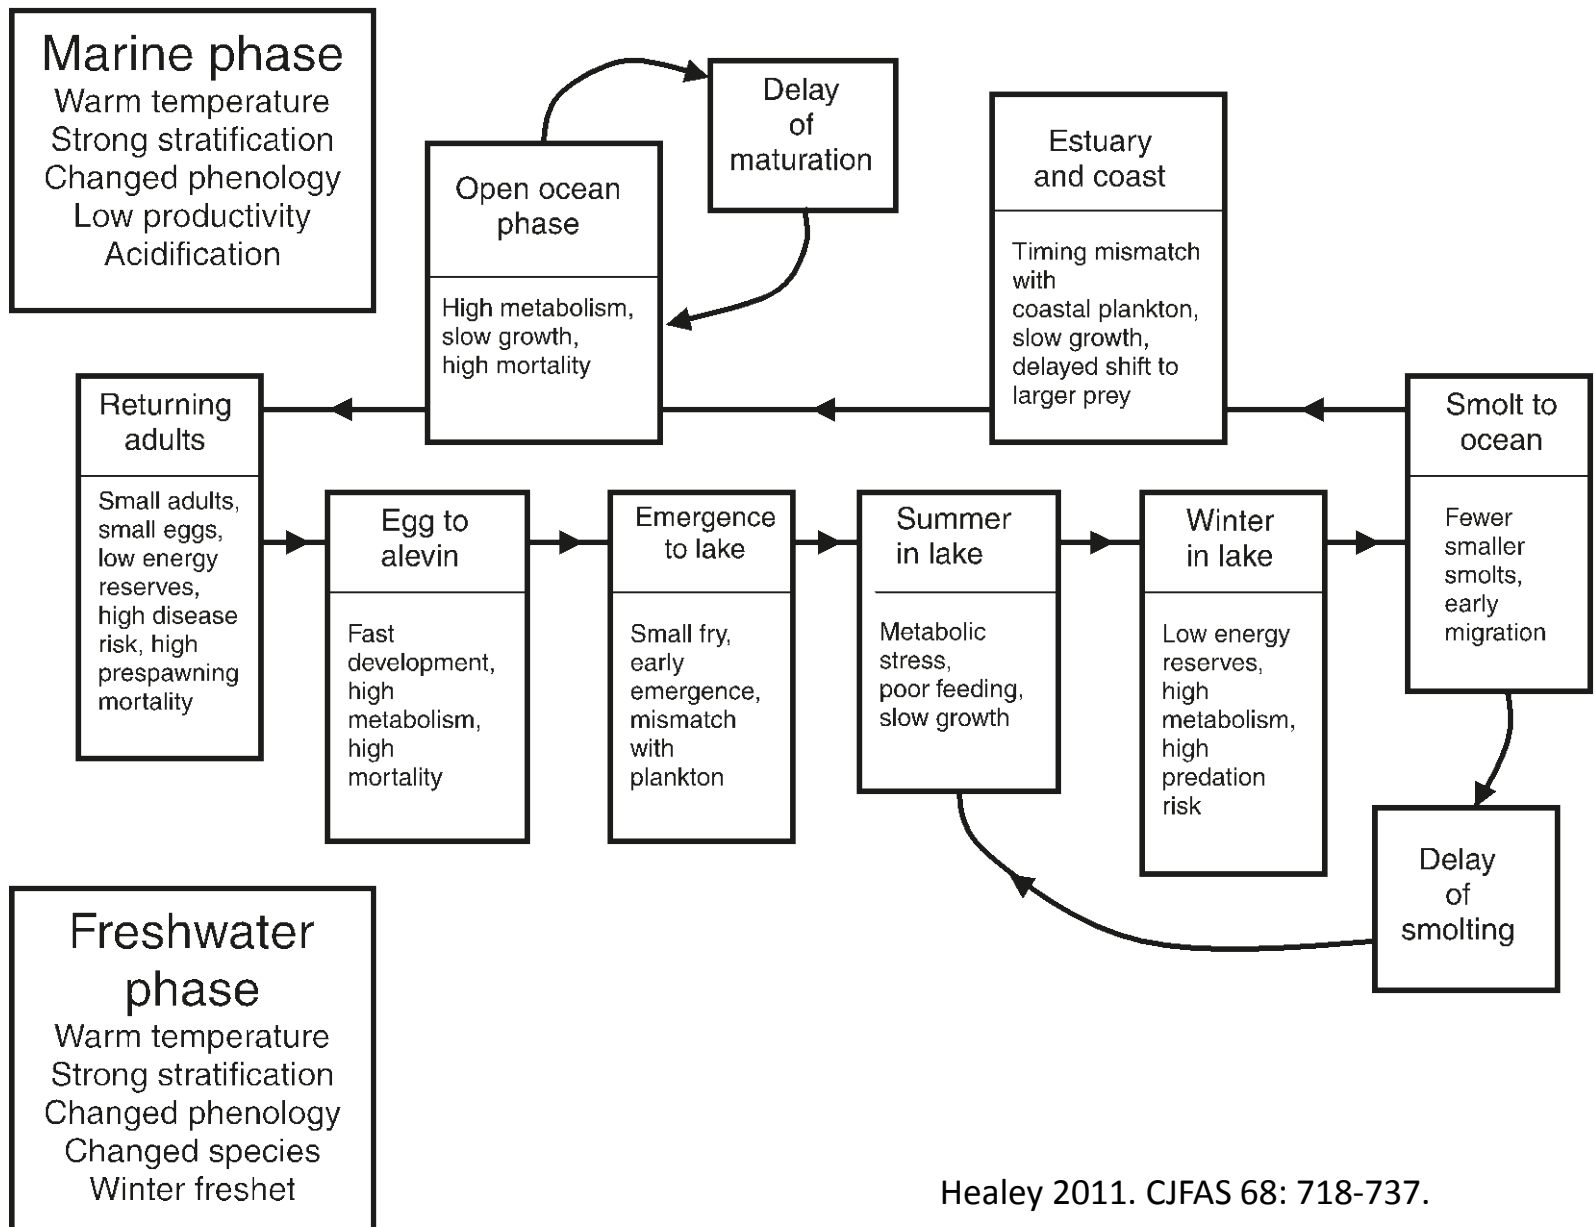 Marine phase
Warm temperature
Strong stratification
Changed phenology
Low productivity
Acidification
Delay
of
maturation
Open ocean
phase
High metabolism,
slow growth,
high mortality
Estuary
and coast
Timing mismatch
with
coastal plankton,
slow growth,
delayed shift to
larger prey
Returning
adults
Small adults,
small eggs,
low energy
reserves,
high disease
risk, high
prespawning
mortality
Egg to
alevin
Fast
development,
high
metabolism,
high
mortality
Emergence
to lake
Small fry,
early
emergence,
mismatch
with
plankton
Summer
in lake
Metabolic
stress,
poor feeding,
slow growth
Winter
in lake
Low energy
reserves,
high
metabolism,
high
predation
risk
Smolt to
ocean
Fewer
smaller
smolts,
early
migration
Delay
of
smolting
Freshwater
phase
Warm temperature
Strong stratification
Changed phenology
Changed species
Winter freshet
Healey 2011. CJFAS 68: 718-737.